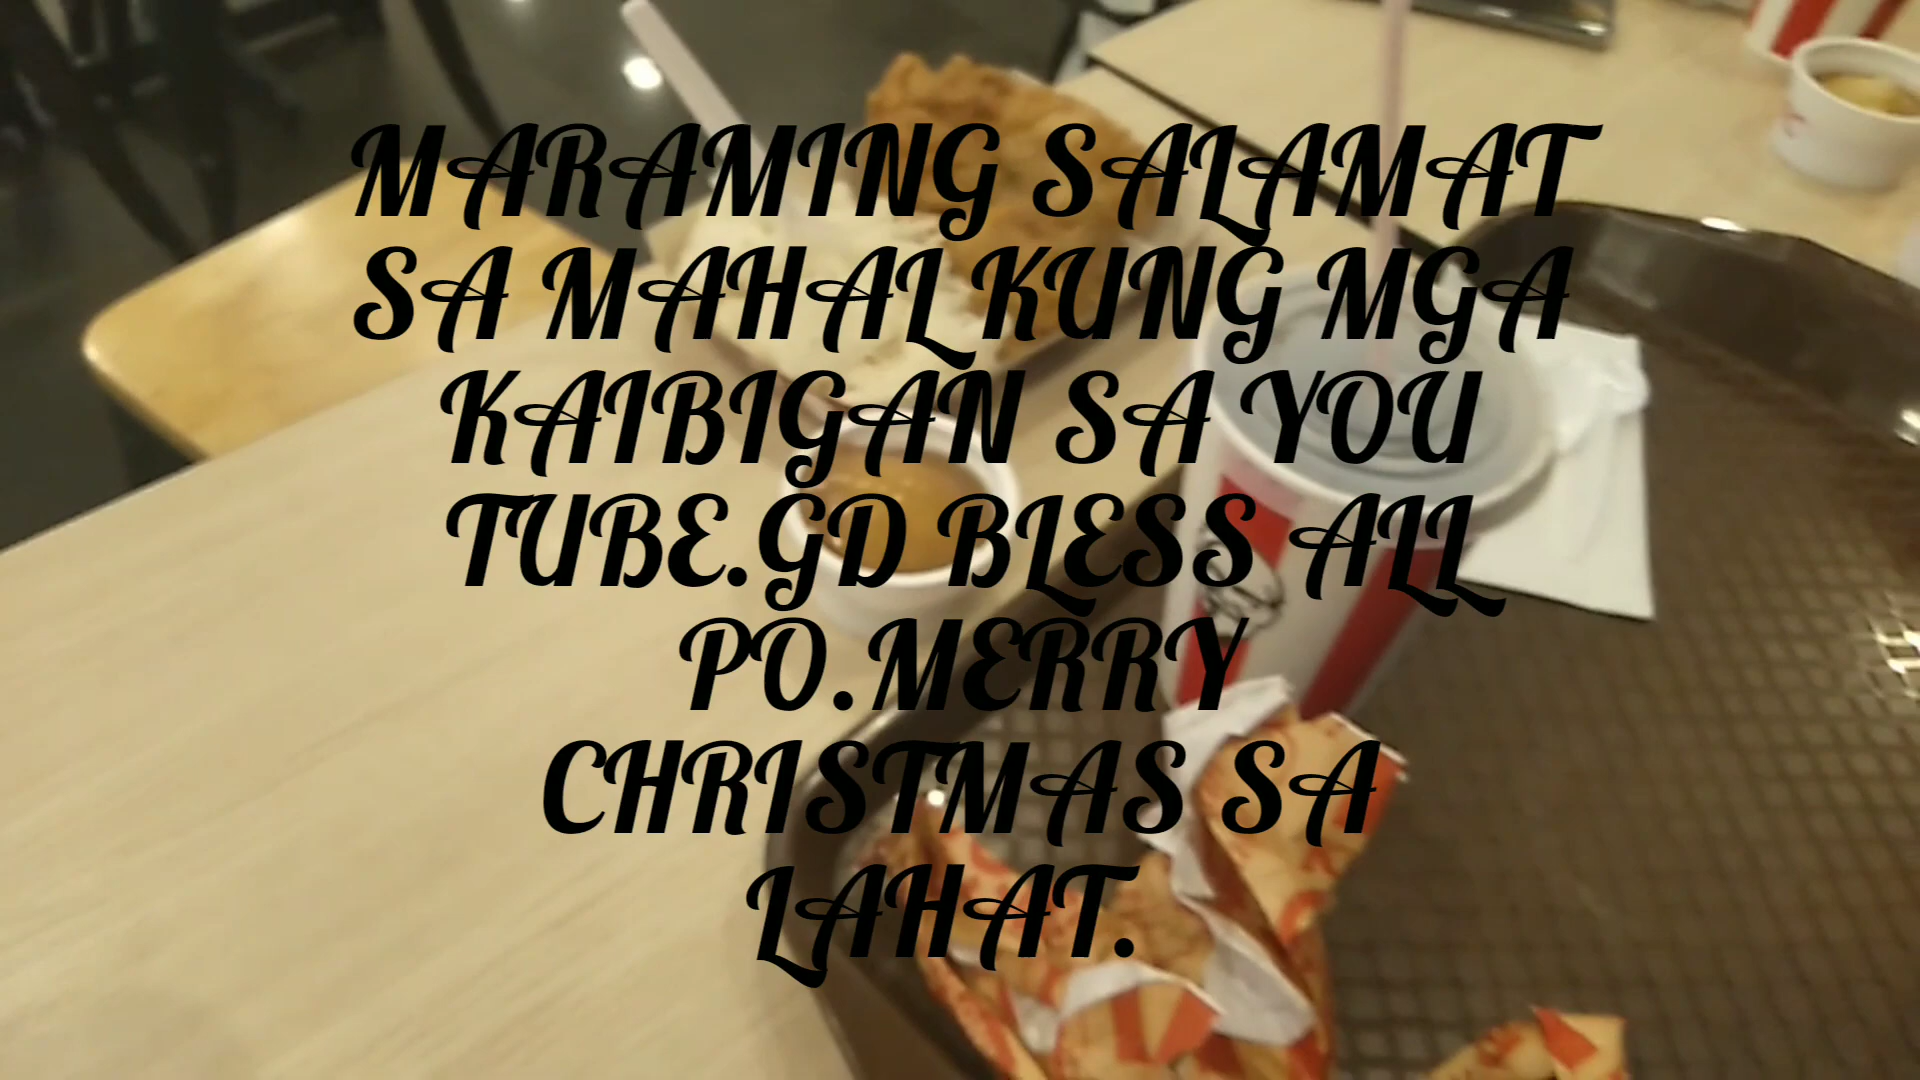 MARAMING SALAMAT
SA MAHAL KUNG MGA
KAIBIGAN SA YOU
TUBE.GD BLESS ALL
PO.MERRY
CHRISTMAS SA
LAHAT.